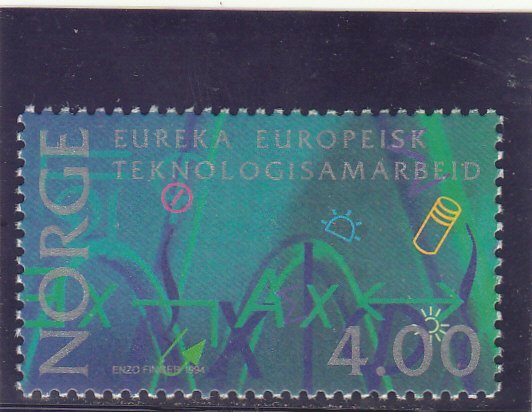 NORGE
EUREKA EUROPEISK
TEKNOLOGISAMARBEID
4.00
ENZO FINGER 1994